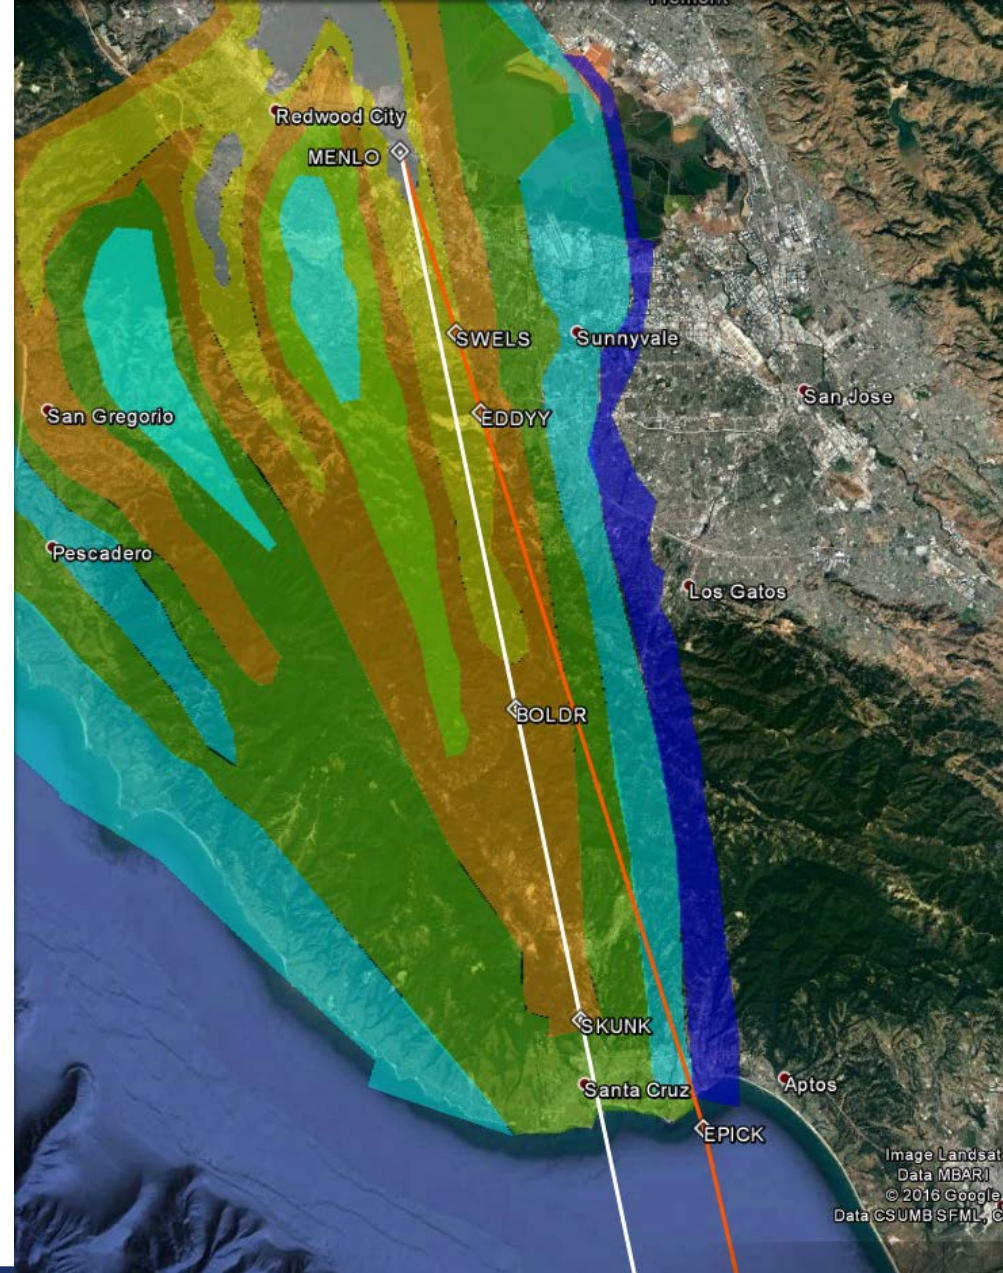 Fremont
Redwood City
MENLO
SWELS
Sunnyvale
San Jose
San Gregorio
EDDYY
Pescadero
Los Gatos
BOLDR
SKUNK
Santa Cruz
Aptos
EPICK
Image Landsat
Data MBARI
© 2016 Google
Data CSUMB SFML, C